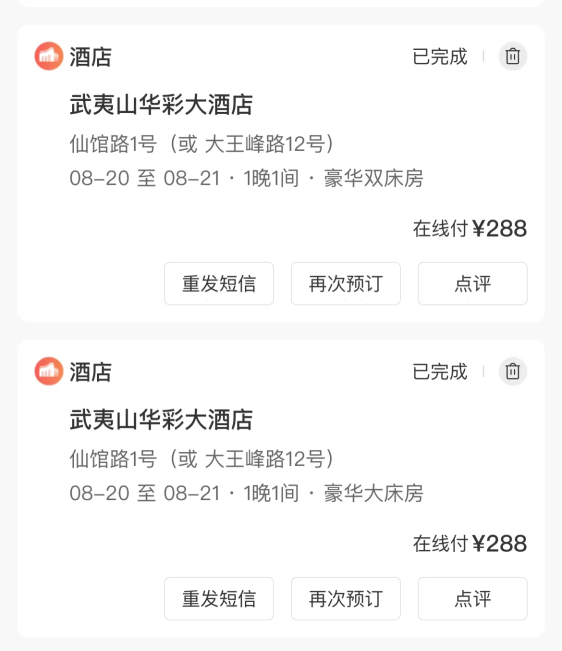 酒店 已完成
武夷山华彩大酒店
仙馆路1号（或 大王峰路12号）
08-20 至 08-21 · 1晚1间 · 豪华双床房
在线付 ¥288
重发短信 再次预订 点评
酒店 已完成
武夷山华彩大酒店
仙馆路1号（或 大王峰路12号）
08-20 至 08-21 · 1晚1间 · 豪华大床房
在线付 ¥288
重发短信 再次预订 点评